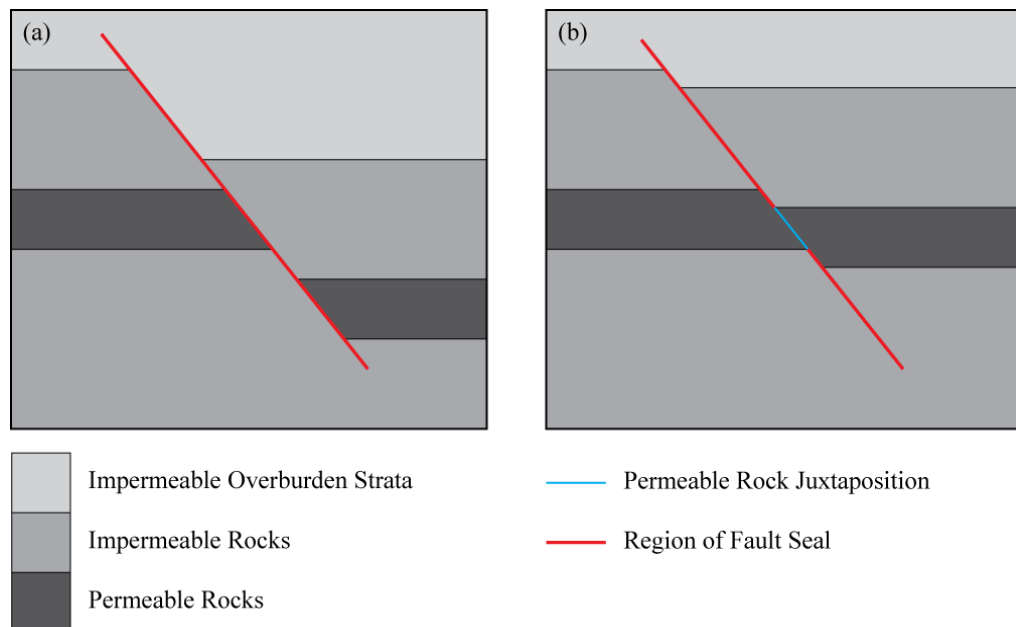 (a)
(b)
Impermeable Overburden Strata
Permeable Rock Juxtaposition
Impermeable Rocks
Region of Fault Seal
Permeable Rocks